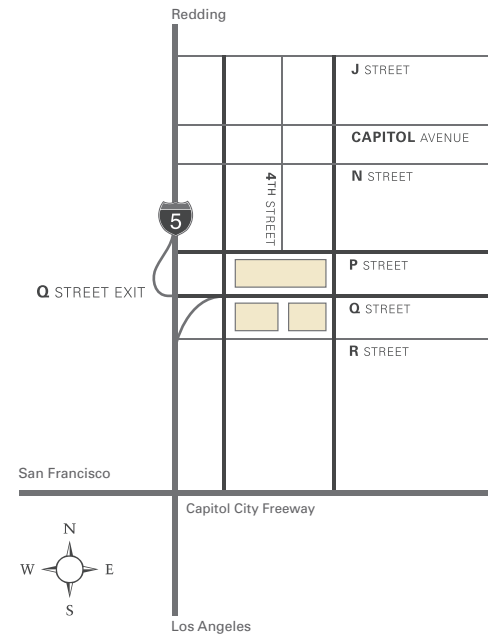 Redding
J STREET
CAPITOL AVENUE
N STREET
4TH STREET
5
P STREET
Q STREET EXIT
Q STREET
R STREET
San Francisco
Capitol City Freeway
N
W E
S
Los Angeles